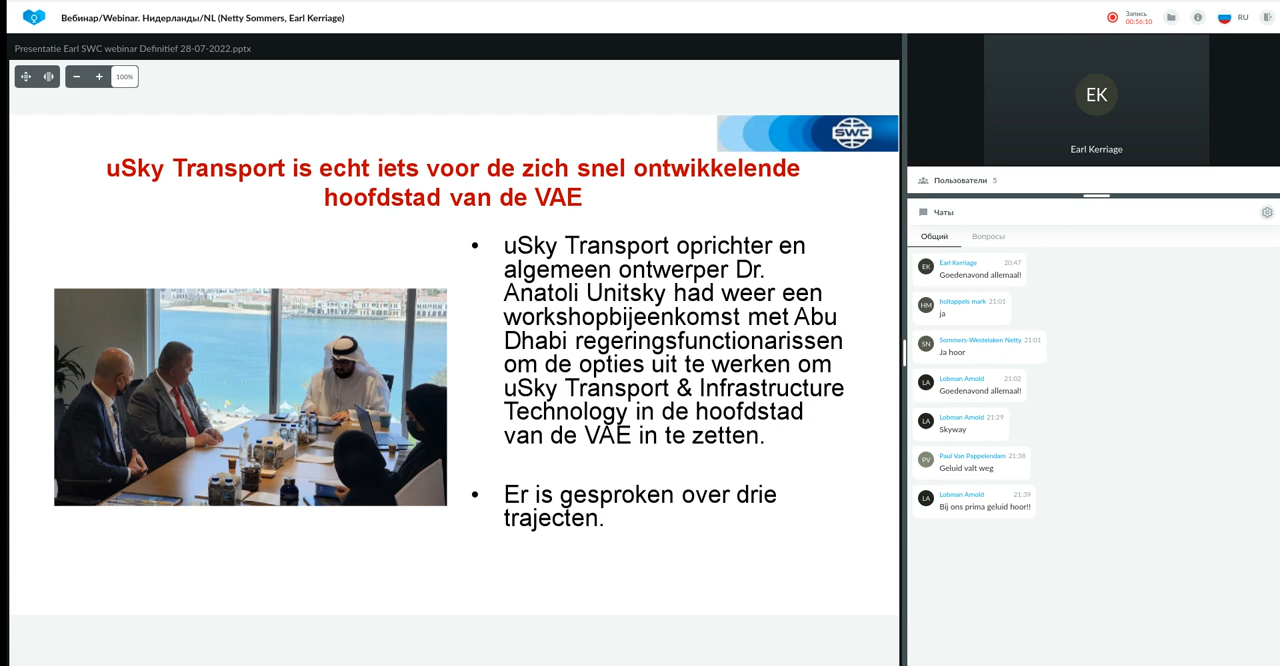 Вебинар/Webinar. Нидерланды/NL (Netty Sommers, Earl Kerriage)
Запись
00:56:10
RU
Presentatie Earl SWC webinar Definitief 28-07-2022.pptx
100%
SWC
uSky Transport is echt iets voor de zich snel ontwikkelende
hoofdstad van de VAE
• uSky Transport oprichter en
algemeen ontwerper Dr.
Anatoli Unitsky had weer een
workshopbijeenkomst met Abu
Dhabi regeringsfunctionarissen
om de opties uit te werken om
uSky Transport & Infrastructure
Technology in de hoofdstad
van de VAE in te zetten.
• Er is gesproken over drie
trajecten.
EK
Earl Kerriage
Пользователи 5
Чаты
Общий Вопросы
EK Earl Kerriage 20:47
Goedenavond allemaal!
HM holtappels mark 21:01
ja
SN Sommers-Westelaken Netty 21:01
Ja hoor
LA Lobman Arnold 21:02
Goedenavond allemaal!
LA Lobman Arnold 21:29
Skyway
PV Paul Van Pappelendam 21:38
Geluid valt weg
LA Lobman Arnold 21:39
Bij ons prima geluid hoor!!